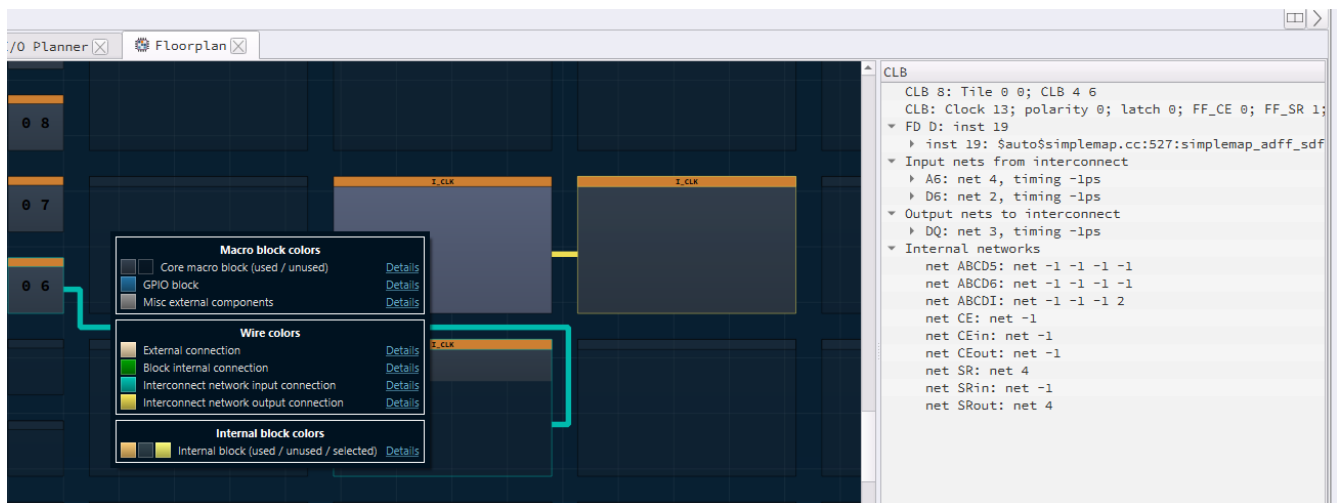 /O Planner
Floorplan
0 8
0 7
0 6
I_CLK
I_CLK
I_CLK
Macro block colors
Core macro block (used / unused) Details
GPIO block Details
Misc external components Details
Wire colors
External connection Details
Block internal connection Details
Interconnect network input connection Details
Interconnect network output connection Details
Internal block colors
Internal block (used / unused / selected) Details
CLB
CLB 8: Tile 0 0; CLB 4 6
CLB: Clock 13; polarity 0; latch 0; FF_CE 0; FF_SR 1;
FD D: inst 19
inst 19: $auto$simplemap.cc:527:simplemap_adff_sdf
Input nets from interconnect
A6: net 4, timing -1ps
D6: net 2, timing -1ps
Output nets to interconnect
DQ: net 3, timing -1ps
Internal networks
net ABCD5: net -1 -1 -1 -1
net ABCD6: net -1 -1 -1 -1
net ABCDI: net -1 -1 -1 2
net CE: net -1
net CEin: net -1
net CEout: net -1
net SR: net 4
net SRin: net -1
net SRout: net 4